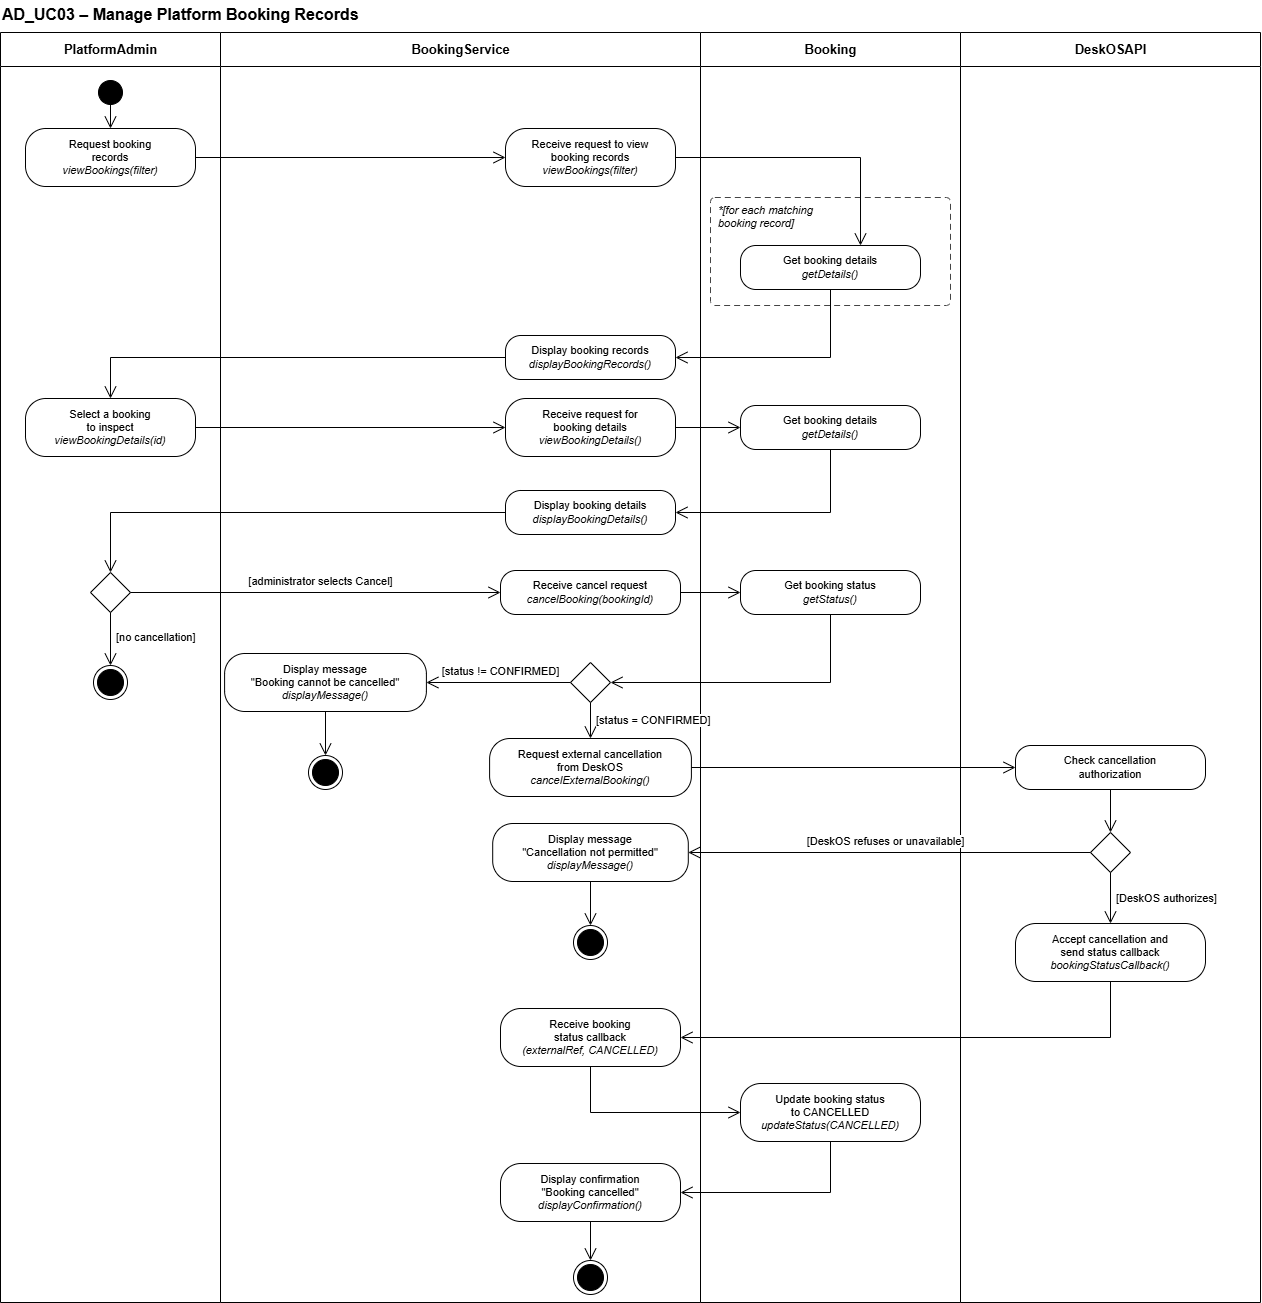 AD_UC03 – Manage Platform Booking Records
PlatformAdmin
BookingService
Booking
DeskOSAPI
Request booking
records
viewBookings(filter)
Receive request to view
booking records
viewBookings(filter)
*[for each matching
booking record]
Get booking details
getDetails()
Display booking records
displayBookingRecords()
Select a booking
to inspect
viewBookingDetails(id)
Receive request for
booking details
viewBookingDetails()
Get booking details
getDetails()
Display booking details
displayBookingDetails()
[administrator selects Cancel]
Receive cancel request
cancelBooking(bookingId)
Get booking status
getStatus()
[no cancellation]
Display message
"Booking cannot be cancelled"
displayMessage()
[status != CONFIRMED]
[status = CONFIRMED]
Request external cancellation
from DeskOS
cancelExternalBooking()
Check cancellation
authorization
Display message
"Cancellation not permitted"
displayMessage()
[DeskOS refuses or unavailable]
[DeskOS authorizes]
Accept cancellation and
send status callback
bookingStatusCallback()
Receive booking
status callback
(externalRef, CANCELLED)
Update booking status
to CANCELLED
updateStatus(CANCELLED)
Display confirmation
"Booking cancelled"
displayConfirmation()